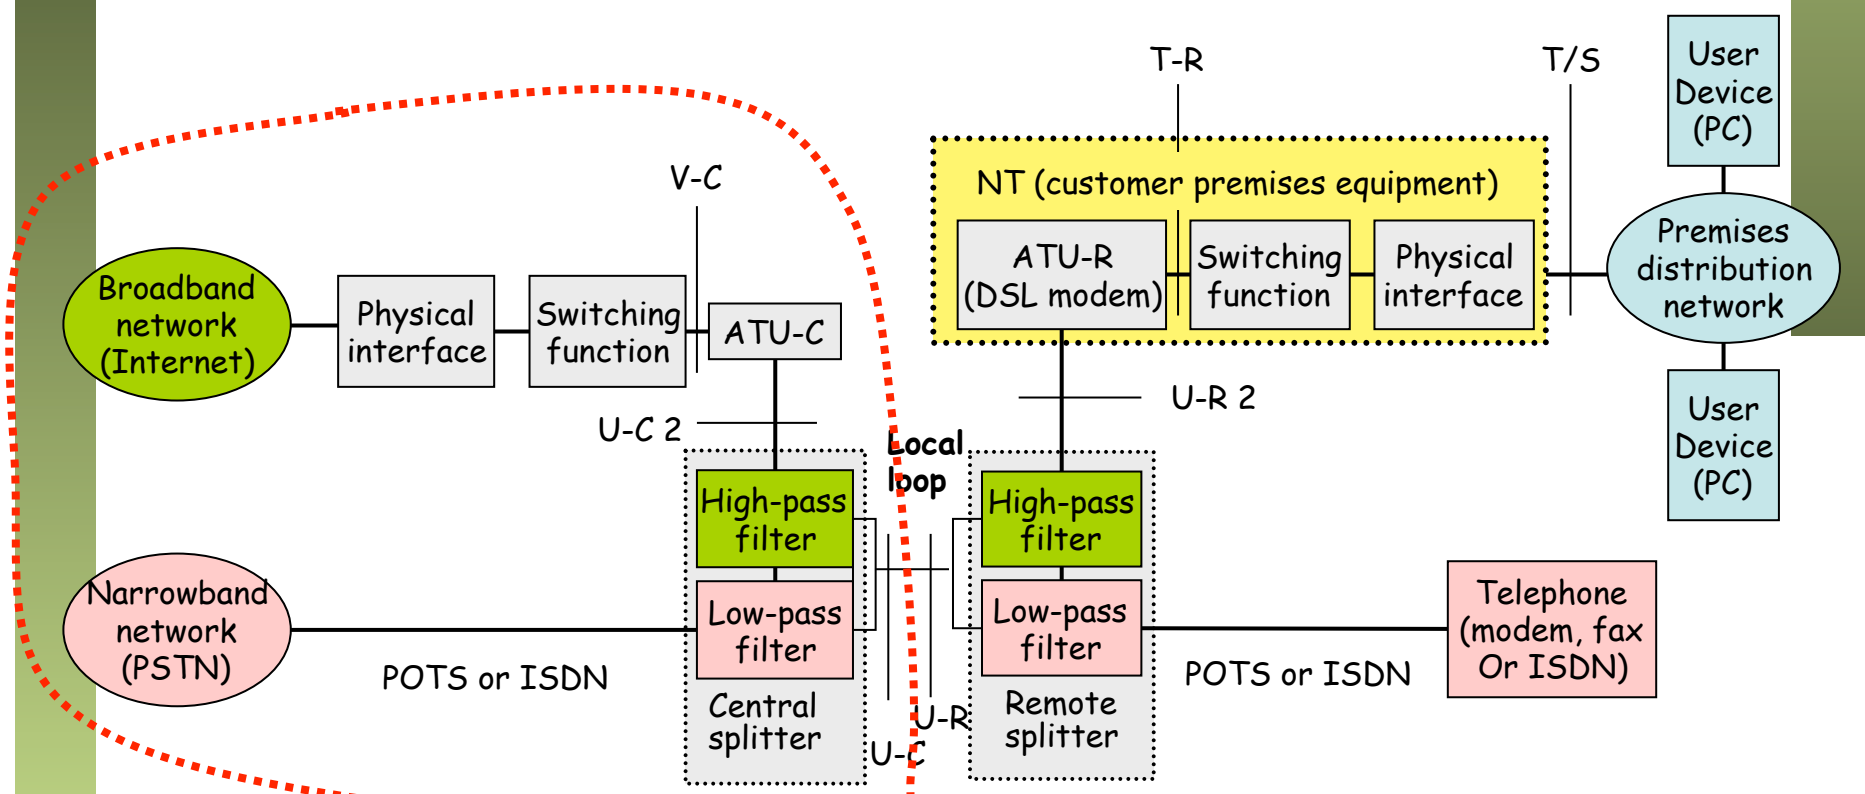 T-R
T/S
User
Device
(PC)
V-C
NT (customer premises equipment)
Broadband
network
(Internet)
Physical
interface
Switching
function
ATU-C
ATU-R
(DSL modem)
Switching
function
Physical
interface
Premises
distribution
network
U-C 2
U-R 2
Local
loop
User
Device
(PC)
High-pass
filter
High-pass
filter
Narrowband
network
(PSTN)
Low-pass
filter
Low-pass
filter
Telephone
(modem, fax
Or ISDN)
POTS or ISDN
POTS or ISDN
Central
splitter
U-R
U-C
Remote
splitter